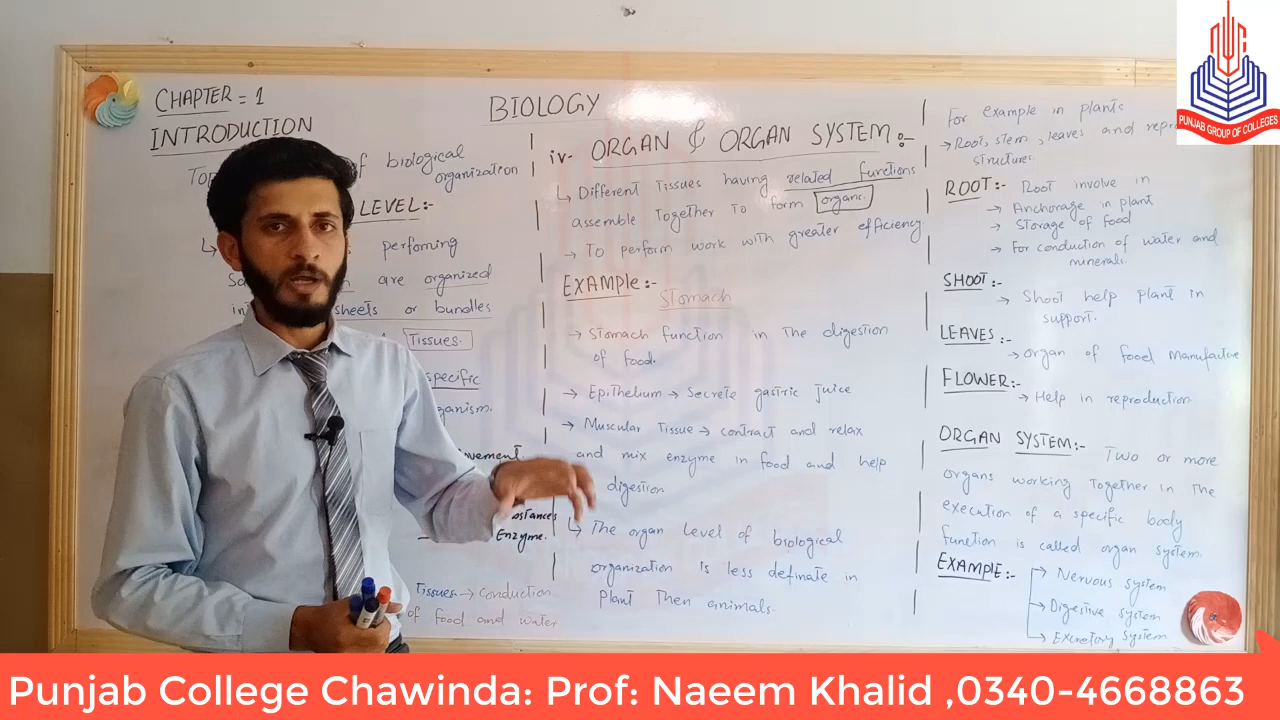 CHAPTER = 1
INTRODUCTION
of biological
organization
LEVEL:-
performing
are organized
sheets or bundles
Tissues.
specific
Enzyme.
Tissues → conduction
of food and water
BIOLOGY
iv- ORGAN & ORGAN SYSTEM:-
Different Tissues having related functions
assemble Together To form organs.
→ To perform work with greater efficiency
EXAMPLE:-
Stomach
→ Stomach function in The digestion
of food.
→ Epithelium → Secrete gastric juice
→ Muscular Tissue → contract and relax
and mix enzyme in food and help
digestion
The organ Level of biological
organization is less definate in
plant Then animals.
For example in plants
→ Root, stem, leaves and
structures.
ROOT:- Root involve in
→ Anchorage in plant
→ Storage of food
→ For conduction of water and
minerals.
SHOOT:-
→ Shoot help plant in
support.
LEAVES:-
→ organ of food Manufacture
FLOWER:-
→ Help in reproduction
ORGAN SYSTEM:- Two or more
organs working Together in The
execution of a specific body
function is called organ system.
EXAMPLE:- → Nervous system
→ Digestive system
→ Excretory system
PUNJAB GROUP OF COLLEGES
Punjab College Chawinda: Prof: Naeem Khalid ,0340-4668863